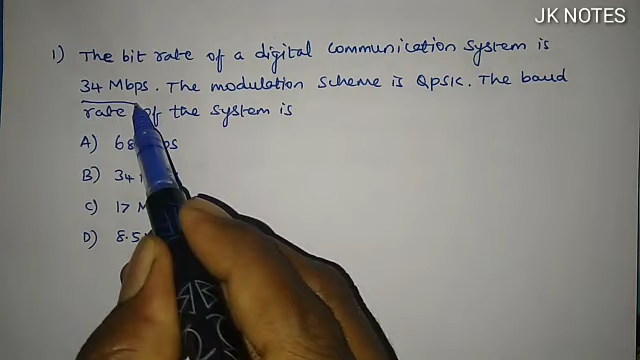 JK NOTES
1) The bit rate of a digital communication system is
34 Mbps. The modulation scheme is QPSK. The baud
rate of the system is
A) 68
B) 34
C) 17 M
D) 8.5